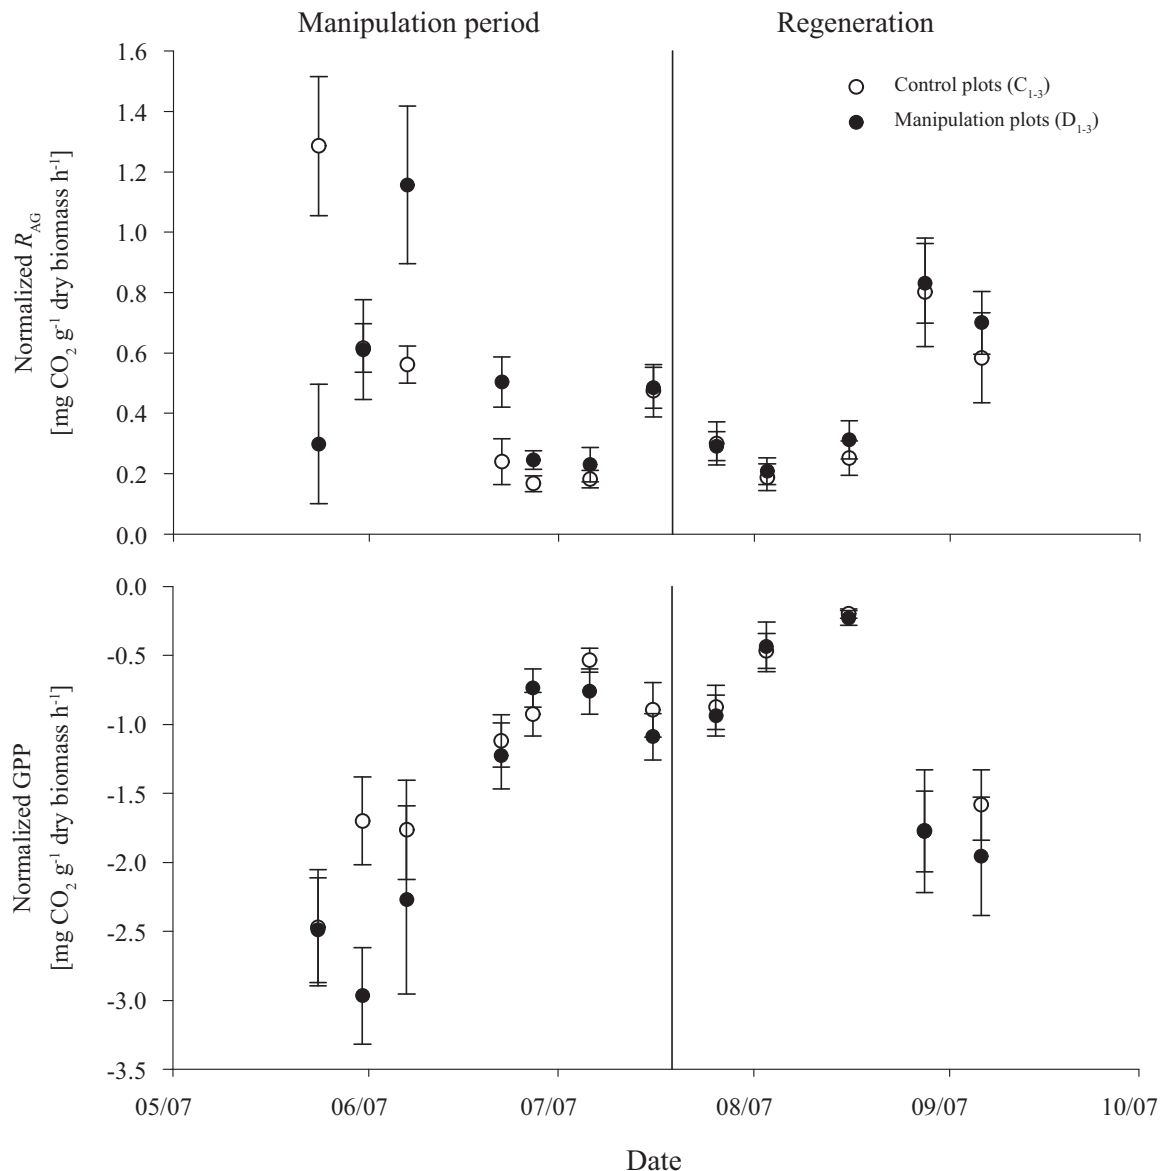 Manipulation period
Regeneration
Normalized R_AG
[mg CO₂ g⁻¹ dry biomass h⁻¹]
1.6
1.4
1.2
1.0
0.8
0.6
0.4
0.2
0.0
Control plots (C₁₋₃)
Manipulation plots (D₁₋₃)
Normalized GPP
[mg CO₂ g⁻¹ dry biomass h⁻¹]
0.0
-0.5
-1.0
-1.5
-2.0
-2.5
-3.0
-3.5
05/07 06/07 07/07 08/07 09/07 10/07
Date